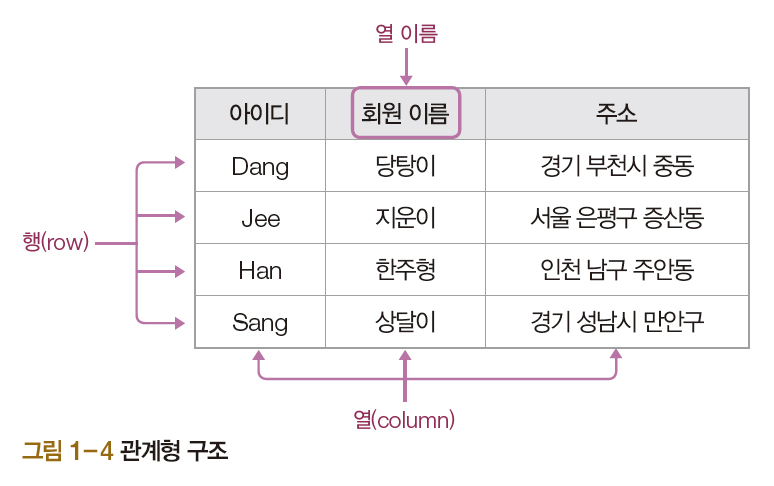 열 이름
아이디 회원 이름 주소
Dang 당탕이 경기 부천시 중동
Jee 지운이 서울 은평구 증산동
행(row)
Han 한주형 인천 남구 주안동
Sang 상달이 경기 성남시 만안구
열(column)
그림 1-4 관계형 구조